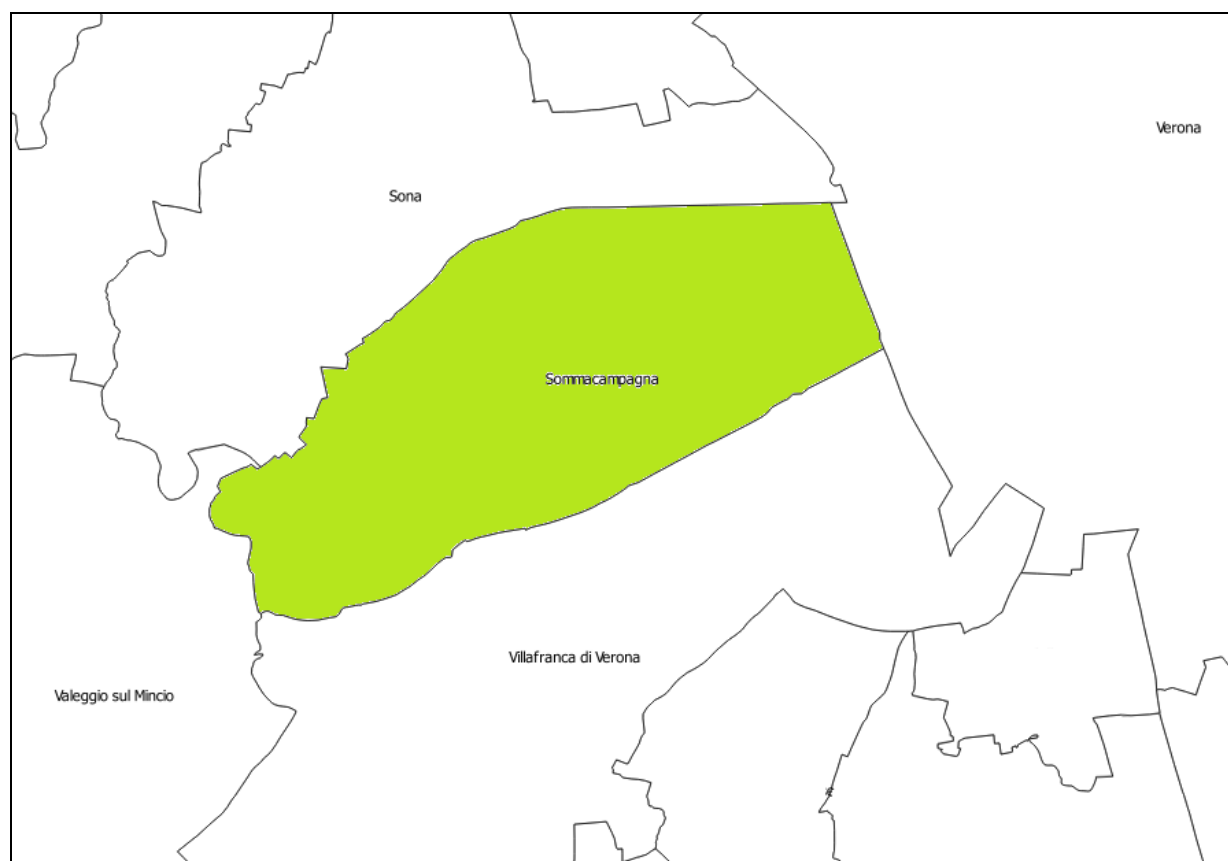 Verona
Sona
Sommacampagna
Villafranca di Verona
Valeggio sul Mincio